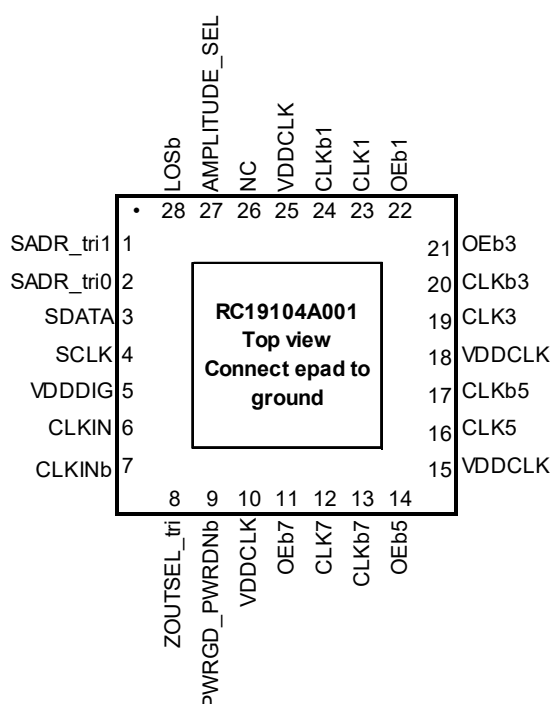 LOSb
AMPLITUDE_SEL
NC
VDDCLK
CLKb1
CLK1
OEb1
28 27 26 25 24 23 22
SADR_tri1 1
SADR_tri0 2
SDATA 3
SCLK 4
VDDDIG 5
CLKIN 6
CLKINb 7
RC19104A001
Top view
Connect epad to
ground
21 OEb3
20 CLKb3
19 CLK3
18 VDDCLK
17 CLKb5
16 CLK5
15 VDDCLK
8 9 10 11 12 13 14
ZOUTSEL_tri
PWRGD_PWRDNb
VDDCLK
OEb7
CLK7
CLKb7
OEb5